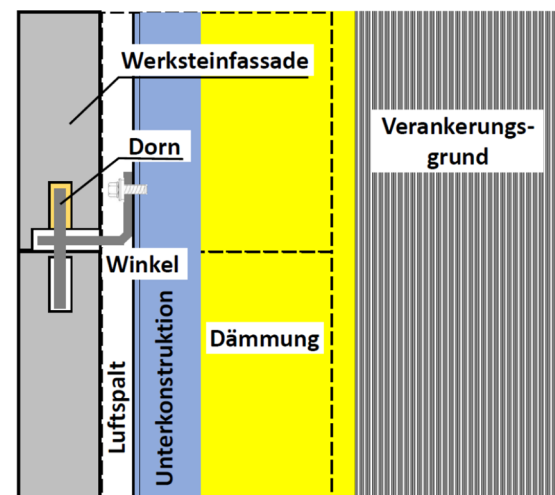 Werksteinfassade
Dorn
Verankerungs-
grund
Winkel
Luftspalt
Unterkonstruktion
Dämmung